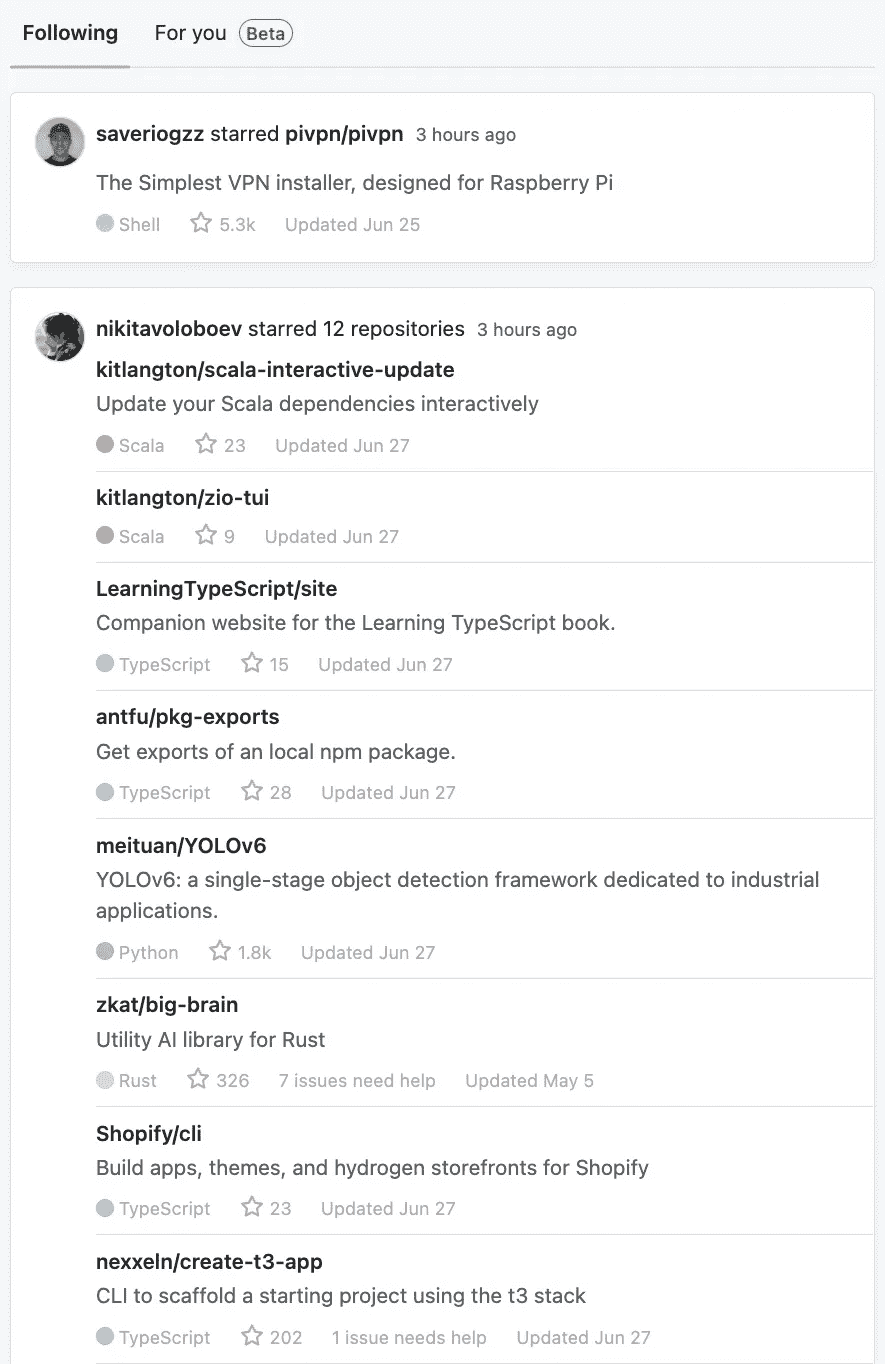 Following For you Beta
saveriogzz starred pivpn/pivpn 3 hours ago
The Simplest VPN installer, designed for Raspberry Pi
Shell 5.3k Updated Jun 25
nikitavoloboev starred 12 repositories 3 hours ago
kitlangton/scala-interactive-update
Update your Scala dependencies interactively
Scala 23 Updated Jun 27
kitlangton/zio-tui
Scala 9 Updated Jun 27
LearningTypeScript/site
Companion website for the Learning TypeScript book.
TypeScript 15 Updated Jun 27
antfu/pkg-exports
Get exports of an local npm package.
TypeScript 28 Updated Jun 27
meituan/YOLOv6
YOLOv6: a single-stage object detection framework dedicated to industrial
applications.
Python 1.8k Updated Jun 27
zkat/big-brain
Utility AI library for Rust
Rust 326 7 issues need help Updated May 5
Shopify/cli
Build apps, themes, and hydrogen storefronts for Shopify
TypeScript 23 Updated Jun 27
nexxeln/create-t3-app
CLI to scaffold a starting project using the t3 stack
TypeScript 202 1 issue needs help Updated Jun 27